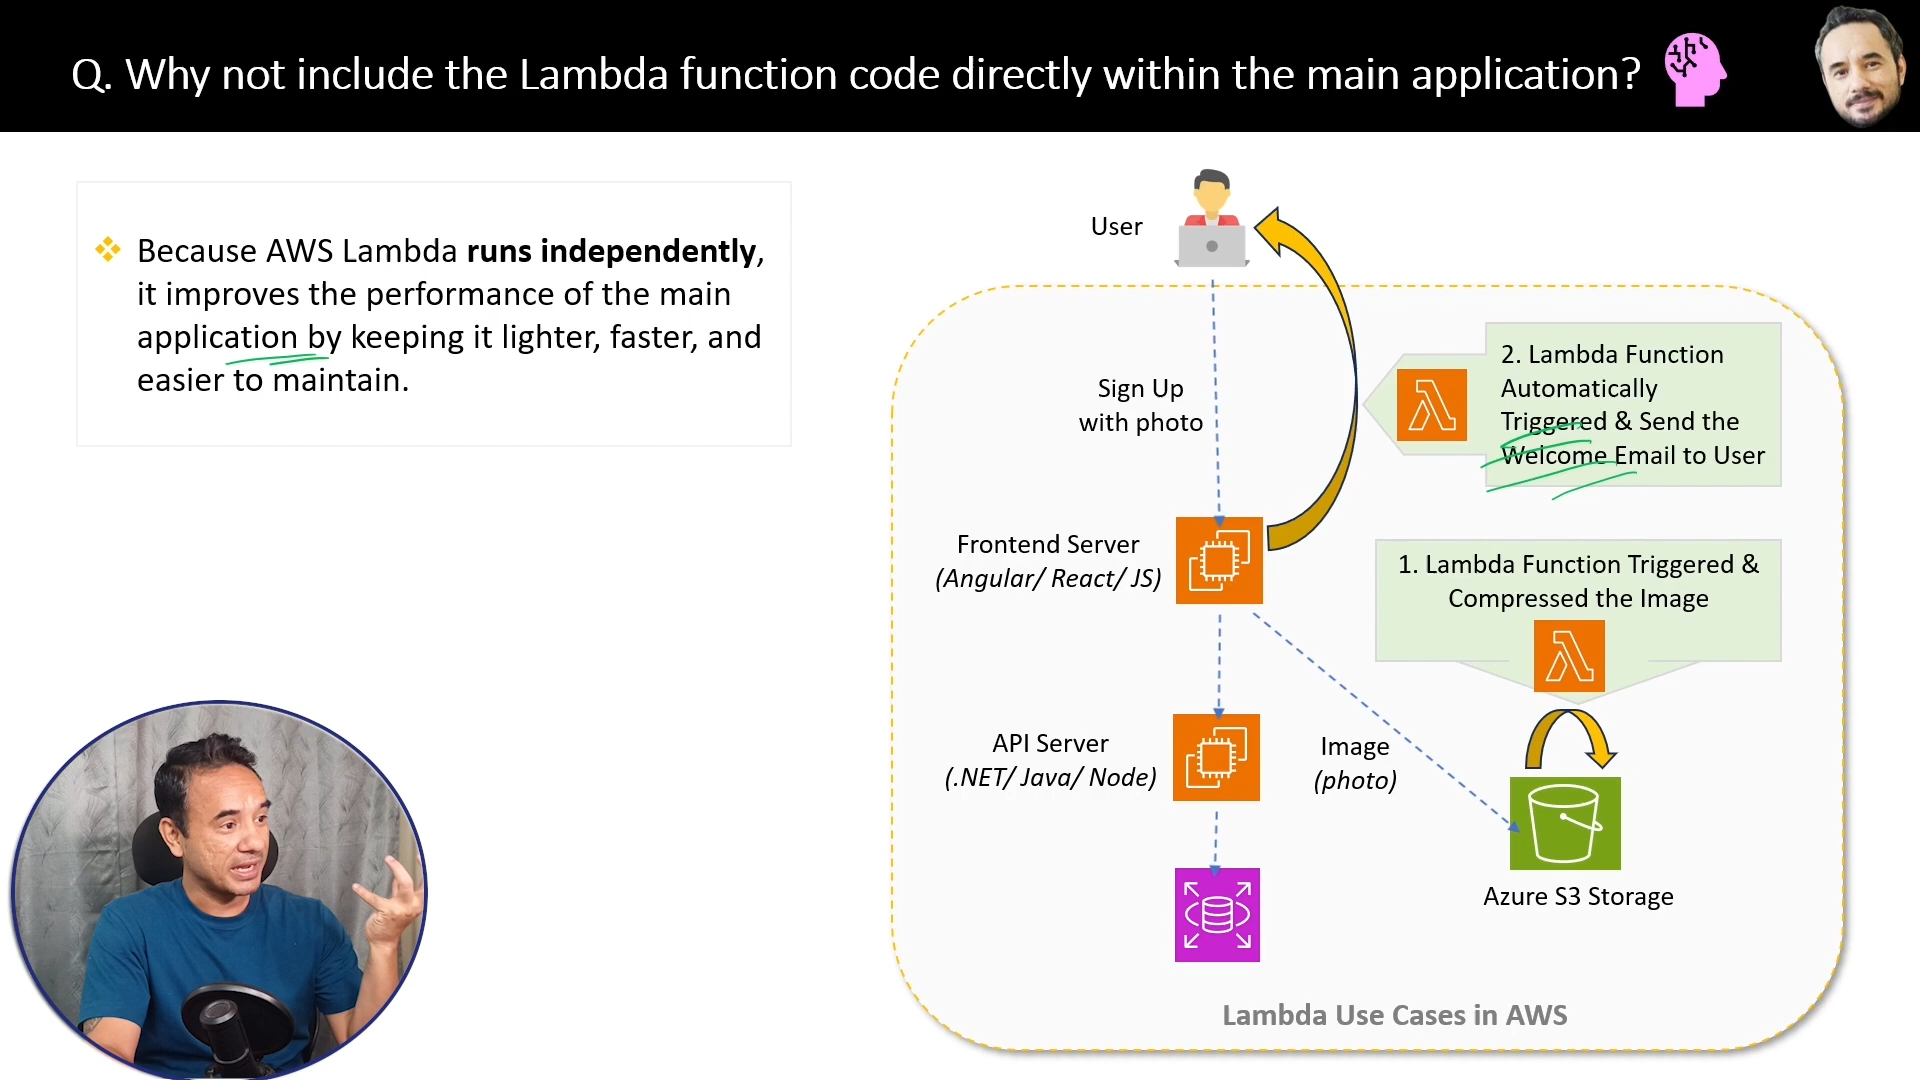 Q. Why not include the Lambda function code directly within the main application?
Because AWS Lambda runs independently,
it improves the performance of the main
application by keeping it lighter, faster, and
easier to maintain.
User
Sign Up
with photo
2. Lambda Function
Automatically
Triggered & Send the
Welcome Email to User
Frontend Server
(Angular/ React/ JS)
1. Lambda Function Triggered &
Compressed the Image
API Server
(.NET/ Java/ Node)
Image
(photo)
Azure S3 Storage
Lambda Use Cases in AWS